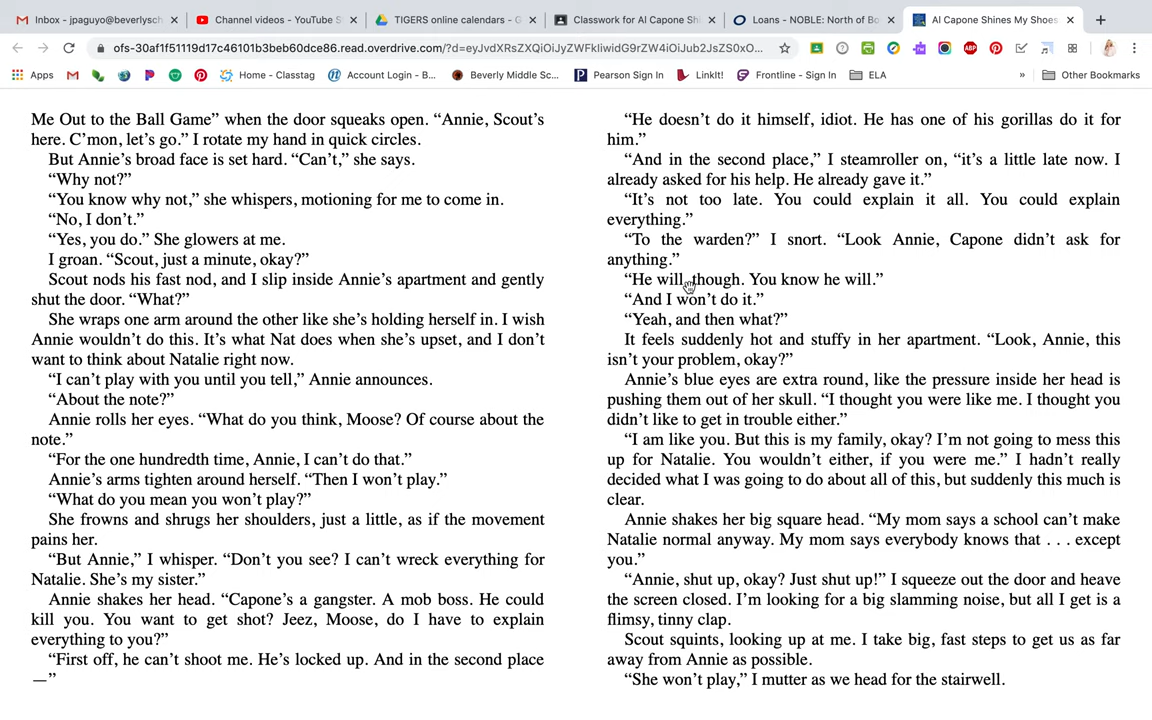 Inbox - jpaguyo@beverlysch
Channel videos - YouTube S
TIGERS online calendars - G
Classwork for Al Capone Shi
Loans - NOBLE: North of Bo
Al Capone Shines My Shoes
ofs-30af1f51119d17c46101b3beb60dce86.read.overdrive.com/?d=eyJvdXRsZXQiOiJyZWFkIiwidG9rZW4iOiJub2JsZS0xO...
Apps
Home - Classtag
Account Login - B...
Beverly Middle Sc...
Pearson Sign In
LinkIt!
Frontline - Sign In
ELA
»
Other Bookmarks
Me Out to the Ball Game” when the door squeaks open. “Annie, Scout’s
here. C’mon, let’s go.” I rotate my hand in quick circles.
But Annie’s broad face is set hard. “Can’t,” she says.
“Why not?”
“You know why not,” she whispers, motioning for me to come in.
“No, I don’t.”
“Yes, you do.” She glowers at me.
I groan. “Scout, just a minute, okay?”
Scout nods his fast nod, and I slip inside Annie’s apartment and gently
shut the door. “What?”
She wraps one arm around the other like she’s holding herself in. I wish
Annie wouldn’t do this. It’s what Nat does when she’s upset, and I don’t
want to think about Natalie right now.
“I can’t play with you until you tell,” Annie announces.
“About the note?”
Annie rolls her eyes. “What do you think, Moose? Of course about the
note.”
“For the one hundredth time, Annie, I can’t do that.”
Annie’s arms tighten around herself. “Then I won’t play.”
“What do you mean you won’t play?”
She frowns and shrugs her shoulders, just a little, as if the movement
pains her.
“But Annie,” I whisper. “Don’t you see? I can’t wreck everything for
Natalie. She’s my sister.”
Annie shakes her head. “Capone’s a gangster. A mob boss. He could
kill you. You want to get shot? Jeez, Moose, do I have to explain
everything to you?”
“First off, he can’t shoot me. He’s locked up. And in the second place
—”
“He doesn’t do it himself, idiot. He has one of his gorillas do it for
him.”
“And in the second place,” I steamroller on, “it’s a little late now. I
already asked for his help. He already gave it.”
“It’s not too late. You could explain it all. You could explain
everything.”
“To the warden?” I snort. “Look Annie, Capone didn’t ask for
anything.”
“He will, though. You know he will.”
“And I won’t do it.”
“Yeah, and then what?”
It feels suddenly hot and stuffy in her apartment. “Look, Annie, this
isn’t your problem, okay?”
Annie’s blue eyes are extra round, like the pressure inside her head is
pushing them out of her skull. “I thought you were like me. I thought you
didn’t like to get in trouble either.”
“I am like you. But this is my family, okay? I’m not going to mess this
up for Natalie. You wouldn’t either, if you were me.” I hadn’t really
decided what I was going to do about all of this, but suddenly this much is
clear.
Annie shakes her big square head. “My mom says a school can’t make
Natalie normal anyway. My mom says everybody knows that . . . except
you.”
“Annie, shut up, okay? Just shut up!” I squeeze out the door and heave
the screen closed. I’m looking for a big slamming noise, but all I get is a
flimsy, tinny clap.
Scout squints, looking up at me. I take big, fast steps to get us as far
away from Annie as possible.
“She won’t play,” I mutter as we head for the stairwell.